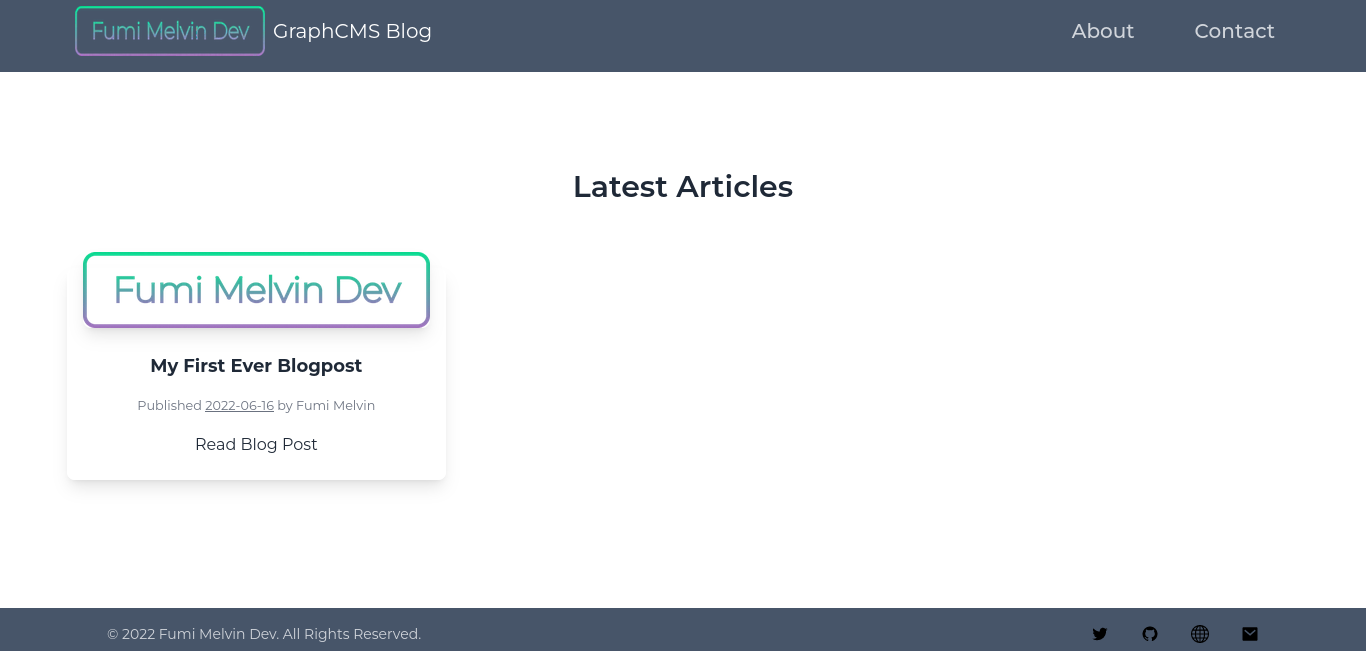 Fumi Melvin Dev GraphCMS Blog About Contact
Latest Articles
Fumi Melvin Dev
My First Ever Blogpost
Published 2022-06-16 by Fumi Melvin
Read Blog Post
© 2022 Fumi Melvin Dev. All Rights Reserved.